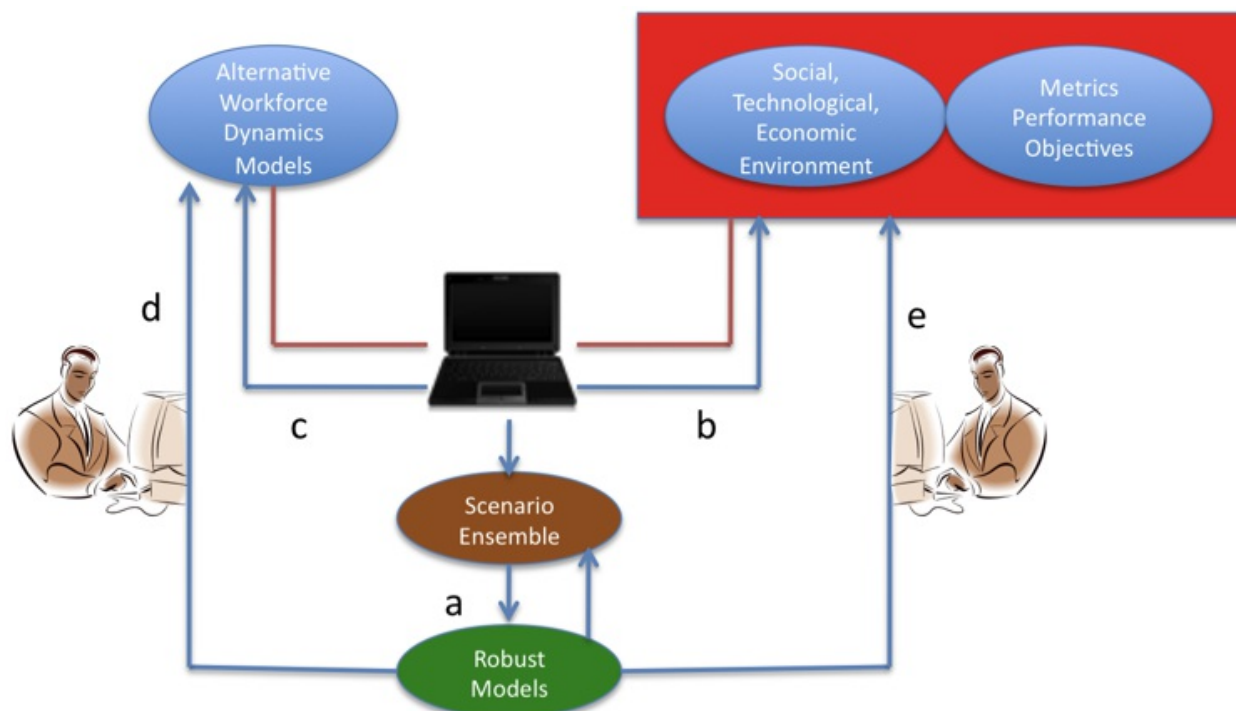 Alternative
Workforce
Dynamics
Models
Social,
Technological,
Economic
Environment
Metrics
Performance
Objectives
d
e
c
b
Scenario
Ensemble
a
Robust
Models